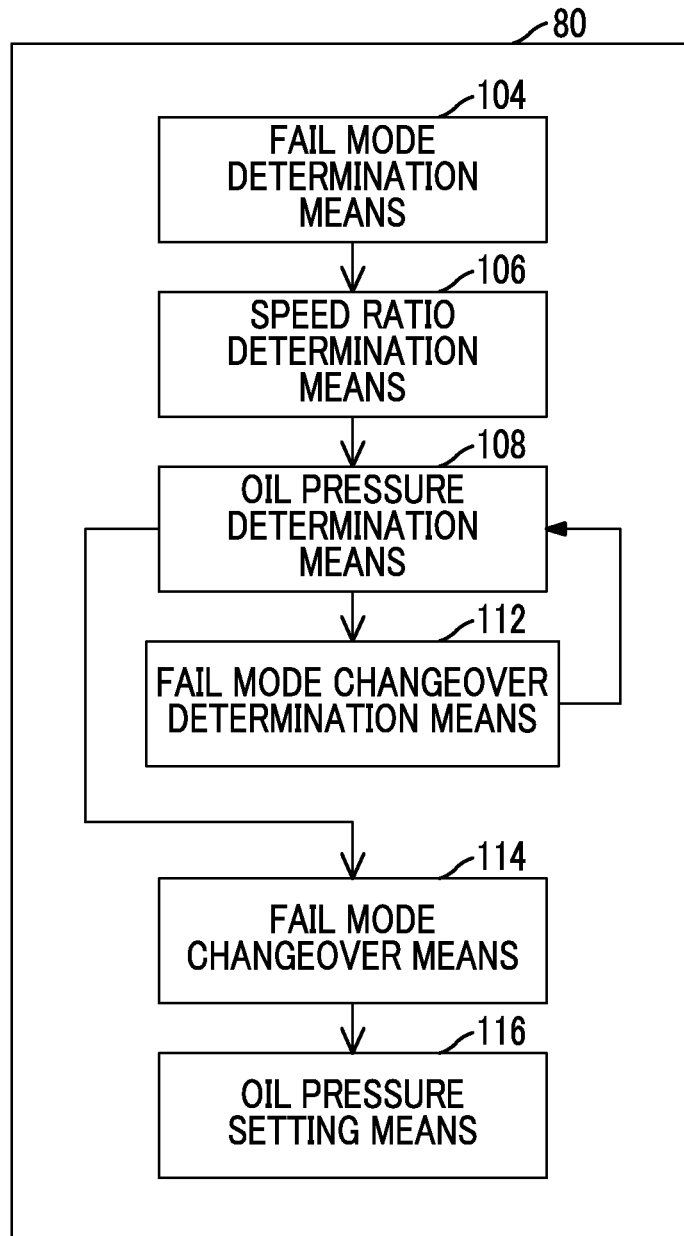 80
104
FAIL MODE
DETERMINATION
MEANS
106
SPEED RATIO
DETERMINATION
MEANS
108
OIL PRESSURE
DETERMINATION
MEANS
112
FAIL MODE CHANGEOVER
DETERMINATION MEANS
114
FAIL MODE
CHANGEOVER MEANS
116
OIL PRESSURE
SETTING MEANS